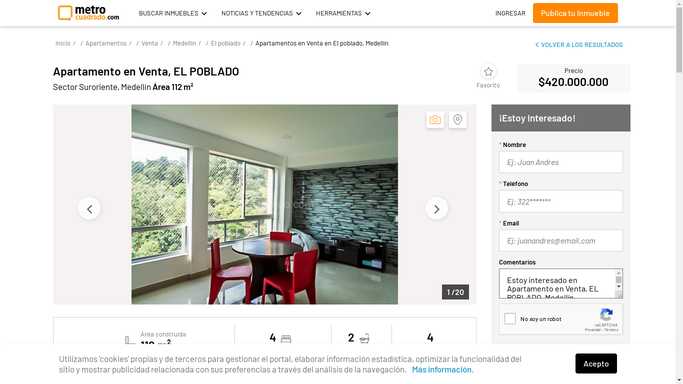 metro
cuadrado.com
BUSCAR INMUEBLES
NOTICIAS Y TENDENCIAS
HERRAMIENTAS
INGRESAR
Publica tu Inmueble
Inicio / / Apartamentos / / Venta / / Medellin / / El poblado / Apartamentos en Venta en El poblado, Medellin
VOLVER A LOS RESULTADOS
Apartamento en Venta, EL POBLADO
Sector Suroriente, Medellín Área 112 m²
Favorito
Precio
$420.000.000
1 / 20
¡Estoy Interesado!
* Nombre
Ej: Juan Andres
* Telefono
Ej: 322*******
* Email
Ej: juanandres@email.com
Comentarios
Estoy interesado en
Apartamento en Venta, EL
POBLADO, Medellín
No soy un robot
reCAPTCHA
Privacidad - Términos
Área construida
4
2
4
Utilizamos 'cookies' propias y de terceros para gestionar el portal, elaborar información estadística, optimizar la funcionalidad del
sitio y mostrar publicidad relacionada con sus preferencias a través del análisis de la navegación. Más información.
Acepto